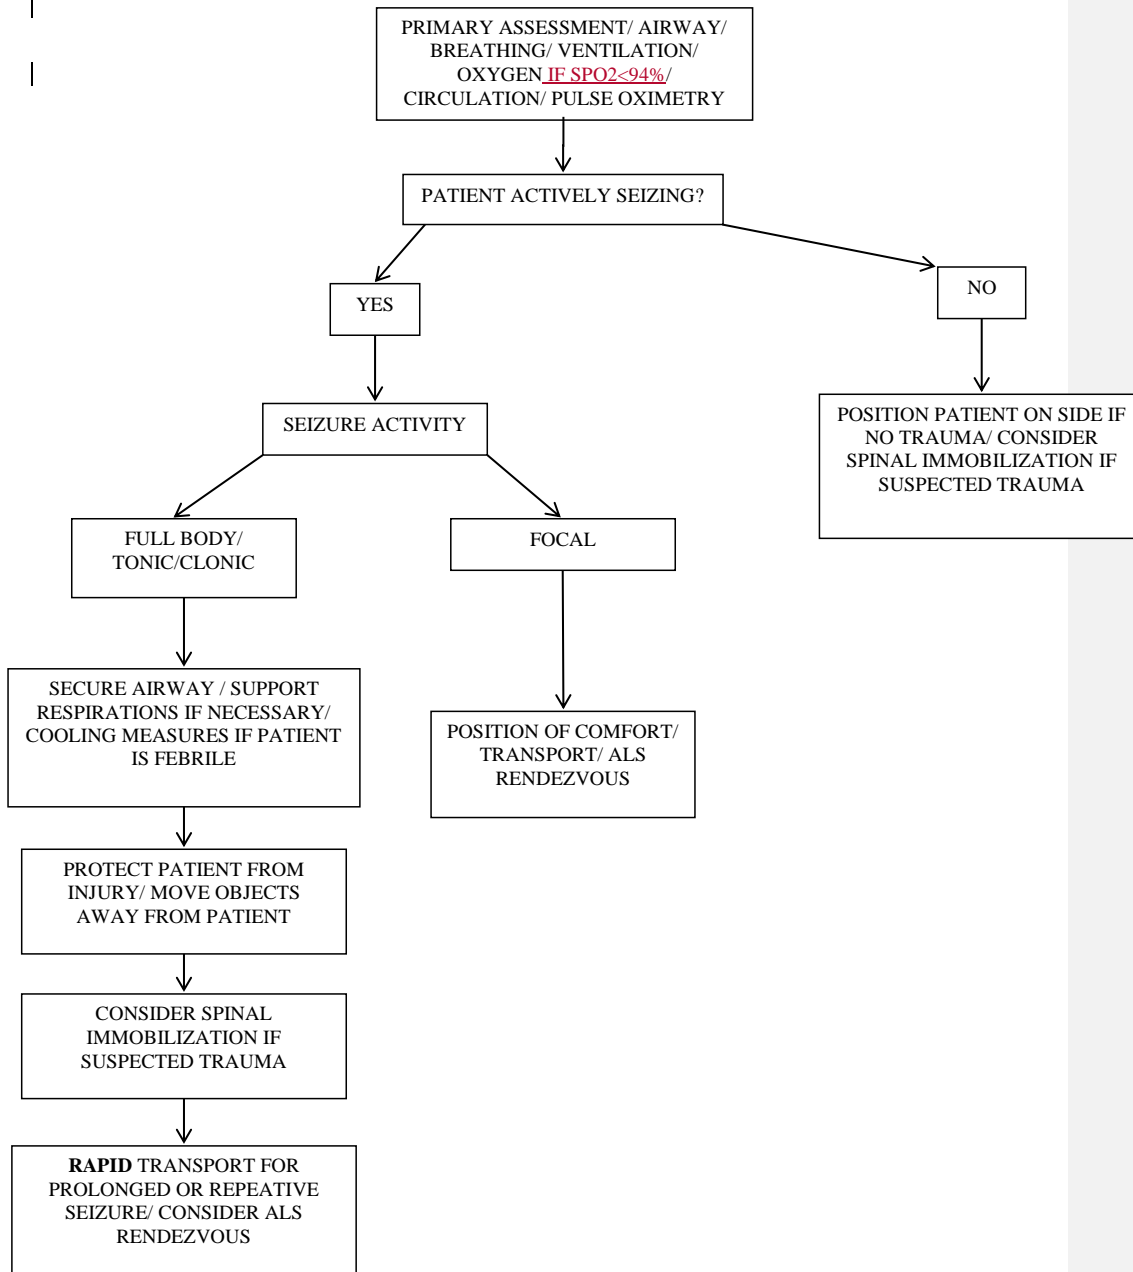 PRIMARY ASSESSMENT/ AIRWAY/
BREATHING/ VENTILATION/
OXYGEN IF SPO2<94%/
CIRCULATION/ PULSE OXIMETRY
PATIENT ACTIVELY SEIZING?
YES
NO
SEIZURE ACTIVITY
POSITION PATIENT ON SIDE IF
NO TRAUMA/ CONSIDER
SPINAL IMMOBILIZATION IF
SUSPECTED TRAUMA
FULL BODY/
TONIC/CLONIC
FOCAL
SECURE AIRWAY / SUPPORT
RESPIRATIONS IF NECESSARY/
COOLING MEASURES IF PATIENT
IS FEBRILE
POSITION OF COMFORT/
TRANSPORT/ ALS
RENDEZVOUS
PROTECT PATIENT FROM
INJURY/ MOVE OBJECTS
AWAY FROM PATIENT
CONSIDER SPINAL
IMMOBILIZATION IF
SUSPECTED TRAUMA
RAPID TRANSPORT FOR
PROLONGED OR REPEATIVE
SEIZURE/ CONSIDER ALS
RENDEZVOUS